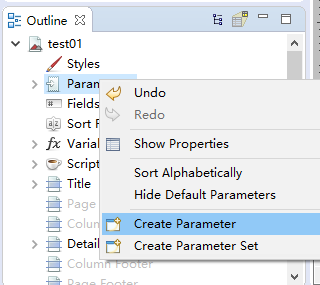 Outline
test01
Styles
Param
Undo
Redo
Fields
Sort F
Show Properties
Variab
Script
Sort Alphabetically
Title
Hide Default Parameters
Page
Colum
Create Parameter
Detail
Create Parameter Set
Column Footer
Page Footer